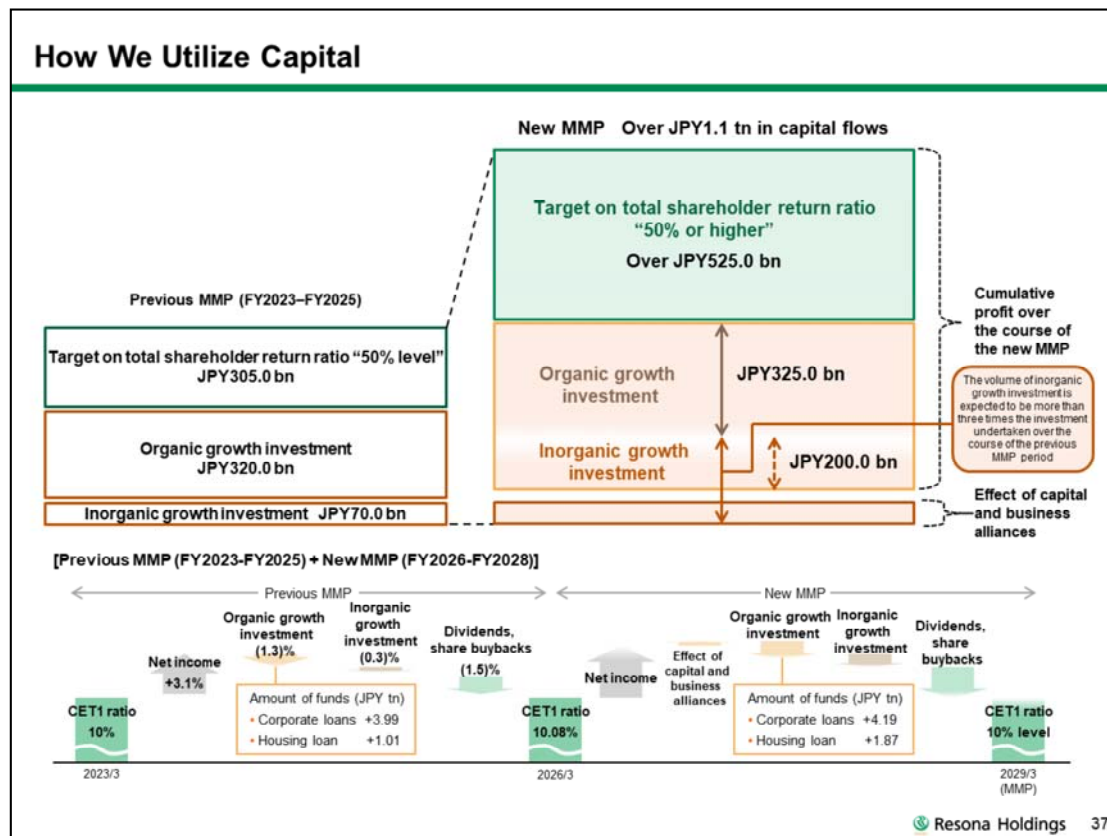 How We Utilize Capital
New MMP Over JPY1.1 tn in capital flows
Target on total shareholder return ratio
“50% or higher”
Over JPY525.0 bn
Previous MMP (FY2023–FY2025)
Target on total shareholder return ratio “50% level”
JPY305.0 bn
Organic growth investment
JPY320.0 bn
Inorganic growth investment JPY70.0 bn
Organic growth
investment
JPY325.0 bn
Inorganic growth
investment
JPY200.0 bn
Cumulative
profit over
the course of
the new MMP
The volume of inorganic
growth investment is
expected to be more than
three times the investment
undertaken over the
course of the previous
MMP period
Effect of capital
and business
alliances
[Previous MMP (FY2023-FY2025) + New MMP (FY2026-FY2028)]
Previous MMP
New MMP
CET1 ratio
10%
2023/3
Net income
+3.1%
Organic growth
investment
(1.3)%
Inorganic
growth
investment
(0.3)%
Dividends,
share buybacks
(1.5)%
Amount of funds (JPY tn)
• Corporate loans +3.99
• Housing loan +1.01
CET1 ratio
10.08%
2026/3
Net income
Effect of
capital and
business
alliances
Organic growth
investment
Inorganic
growth
investment
Dividends,
share
buybacks
Amount of funds (JPY tn)
• Corporate loans +4.19
• Housing loan +1.87
CET1 ratio
10% level
2029/3
(MMP)
Resona Holdings 37